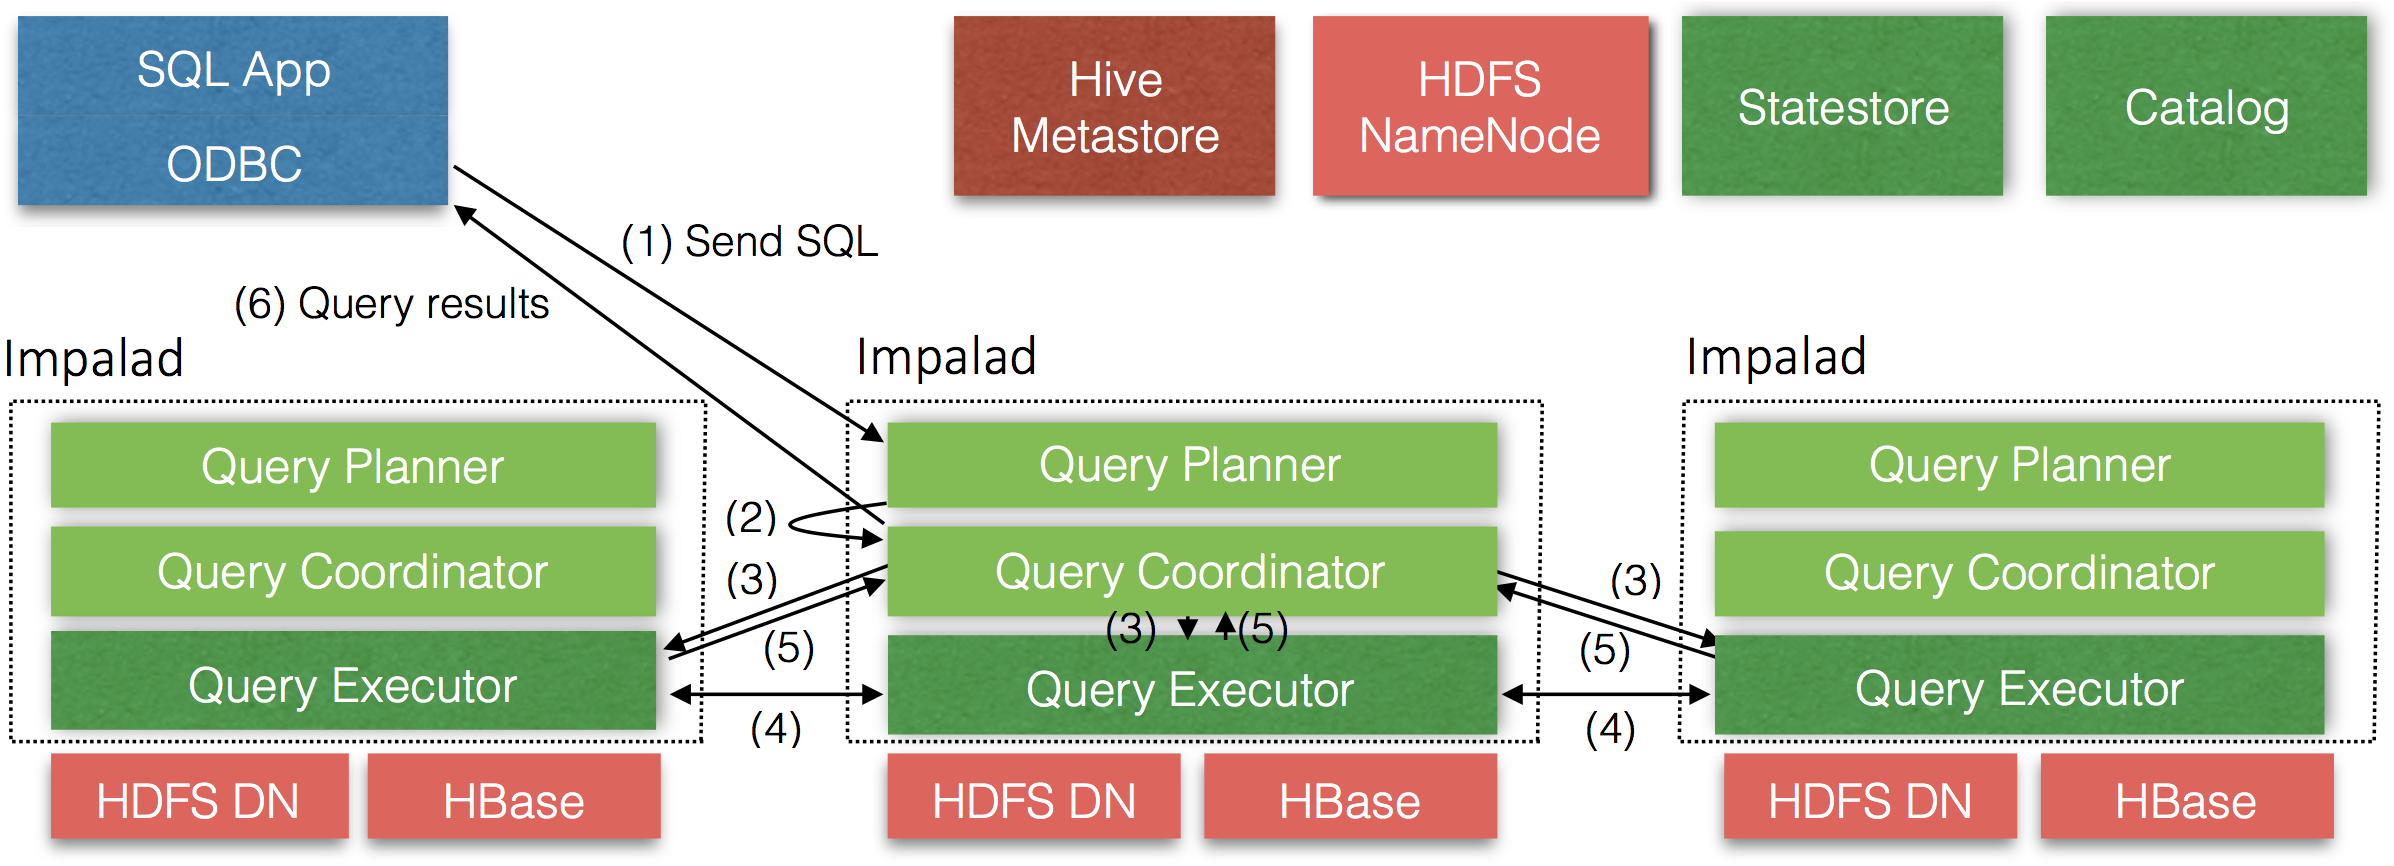 SQL App
ODBC
Hive
Metastore
HDFS
NameNode
Statestore
Catalog
(1) Send SQL
(6) Query results
Impalad
Impalad
Impalad
Query Planner
Query Planner
Query Planner
(2)
Query Coordinator
(3)
Query Coordinator
(3)
Query Coordinator
(5)
(3)
(5)
(5)
Query Executor
Query Executor
Query Executor
(4)
(4)
HDFS DN
HBase
HDFS DN
HBase
HDFS DN
HBase